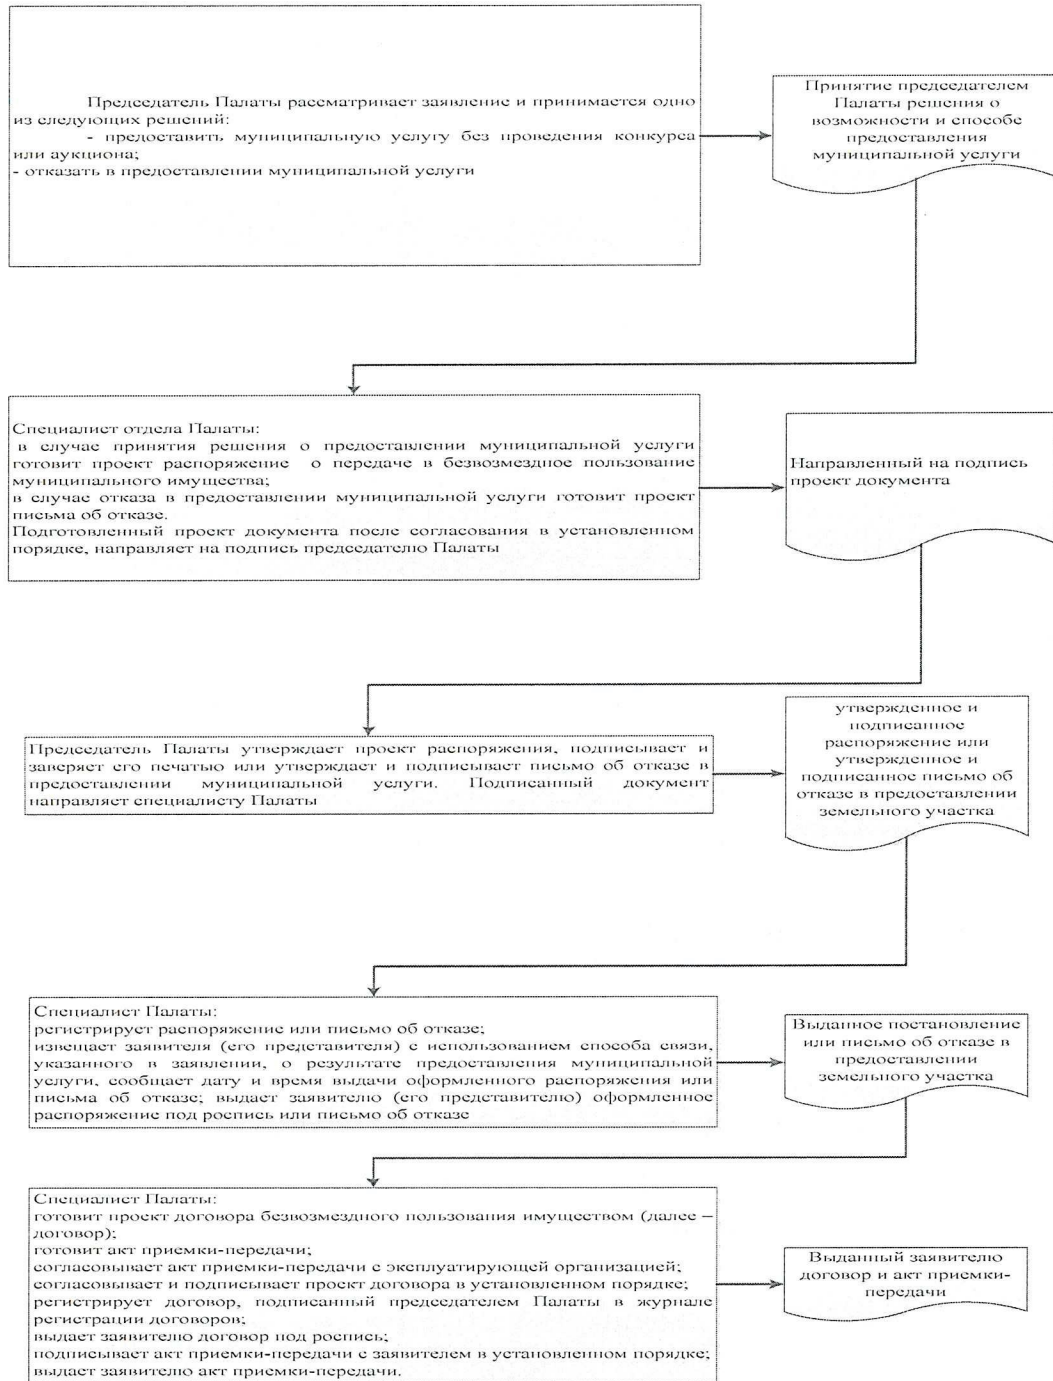 Председатель Палаты рассматривает заявление и принимается одно
из следующих решений:
- предоставить муниципальную услугу без проведения конкурса
или аукциона;
- отказать в предоставлении муниципальной услуги
Принятие председателем
Палаты решения о
возможности и способе
предоставления
муниципальной услуги
Специалист отдела Палаты:
в случае принятия решения о предоставлении муниципальной услуги
готовит проект распоряжение о передаче в безвозмездное пользование
муниципального имущества;
в случае отказа в предоставлении муниципальной услуги готовит проект
письма об отказе.
Подготовленный проект документа после согласования в установленном
порядке, направляет на подпись председателю Палаты
Направленный на подпись
проект документа
Председатель Палаты утверждает проект распоряжения, подписывает и
заверяет его печатью или утверждает и подписывает письмо об отказе в
предоставлении муниципальной услуги. Подписанный документ
направляет специалисту Палаты
утвержденное и
подписанное
распоряжение или
утвержденное и
подписанное письмо об
отказе в предоставлении
земельного участка
Специалист Палаты:
регистрирует распоряжение или письмо об отказе;
извещает заявителя (его представителя) с использованием способа связи,
указанного в заявлении, о результате предоставления муниципальной
услуги, сообщает дату и время выдачи оформленного распоряжения или
письма об отказе; выдает заявителю (его представителю) оформленное
распоряжение под роспись или письмо об отказе
Выданное постановление
или письмо об отказе в
предоставлении
земельного участка
Специалист Палаты:
готовит проект договора безвозмездного пользования имуществом (далее –
договор);
готовит акт приемки-передачи;
согласовывает акт приемки-передачи с эксплуатирующей организацией;
согласовывает и подписывает проект договора в установленном порядке;
регистрирует договор, подписанный председателем Палаты в журнале
регистрации договоров;
выдает заявителю договор под роспись;
подписывает акт приемки-передачи с заявителем в установленном порядке;
выдает заявителю акт приемки-передачи.
Выданный заявителю
договор и акт приемки-
передачи